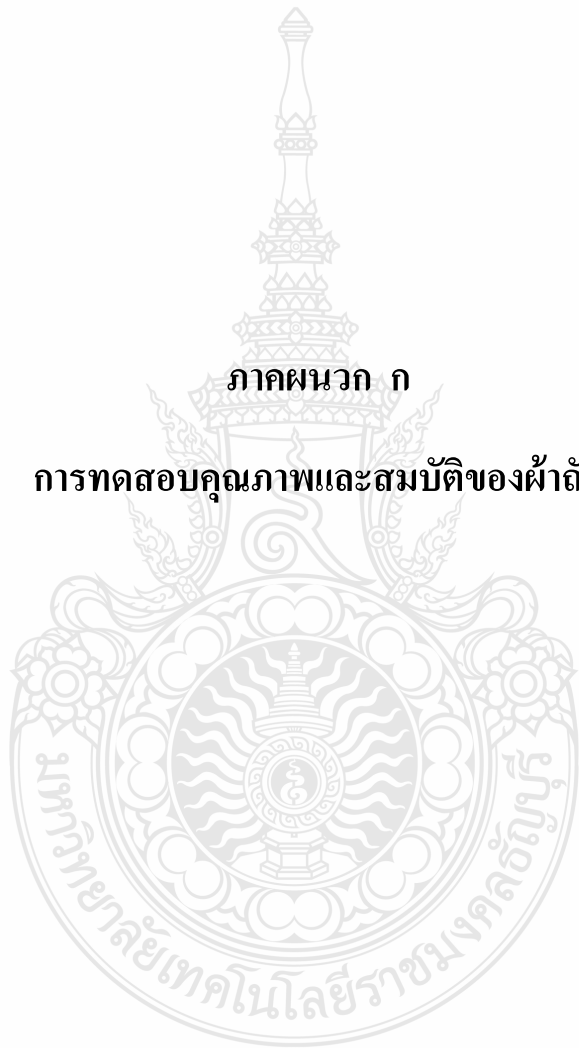 ภาคผนวก ก
การทดสอบคุณภาพและสมบัติของผ้า
มหาวิทยาลัยเทคโนโลยีราชมงคลธัญบุรี